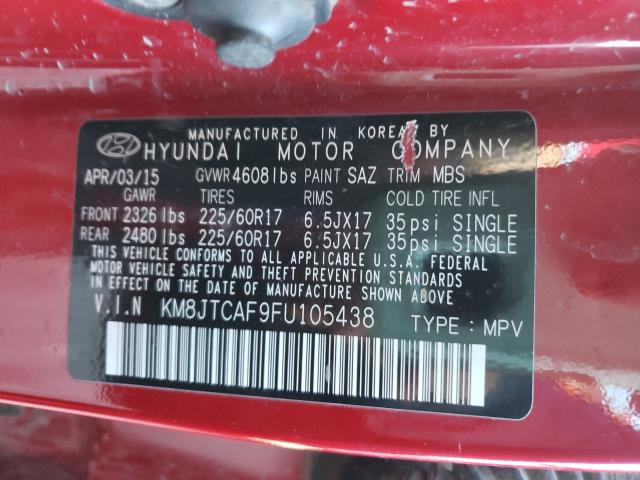 MANUFACTURED IN KOREA BY
HYUNDAI MOTOR COMPANY
APR/03/15 GVWR 4608 lbs PAINT SAZ TRIM MBS
GAWR TIRES RIMS COLD TIRE INFL
FRONT 2326 lbs 225/60R17 6.5JX17 35psi SINGLE
REAR 2480 lbs 225/60R17 6.5JX17 35psi SINGLE
THIS VEHICLE CONFORMS TO ALL APPLICABLE U.S.A. FEDERAL
MOTOR VEHICLE SAFETY AND THEFT PREVENTION STANDARDS IN
EFFECT ON THE DATE OF MANUFACTURE SHOWN ABOVE.
V.I.N KM8JTCAF9FU105438 TYPE : MPV